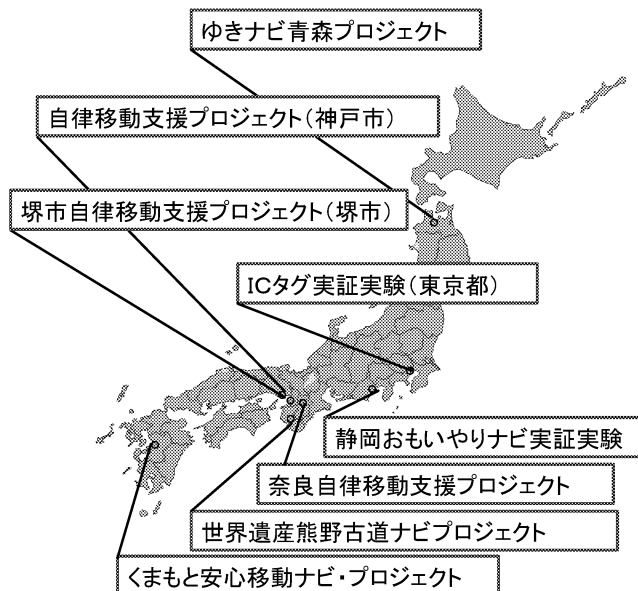 ゆきナビ青森プロジェクト
自律移動支援プロジェクト（神戸市）
堺市自律移動支援プロジェクト（堺市）
ICタグ実証実験（東京都）
静岡おもいやりナビ実証実験
奈良自律移動支援プロジェクト
世界遺産熊野古道ナビプロジェクト
くまもと安心移動ナビ・プロジェクト